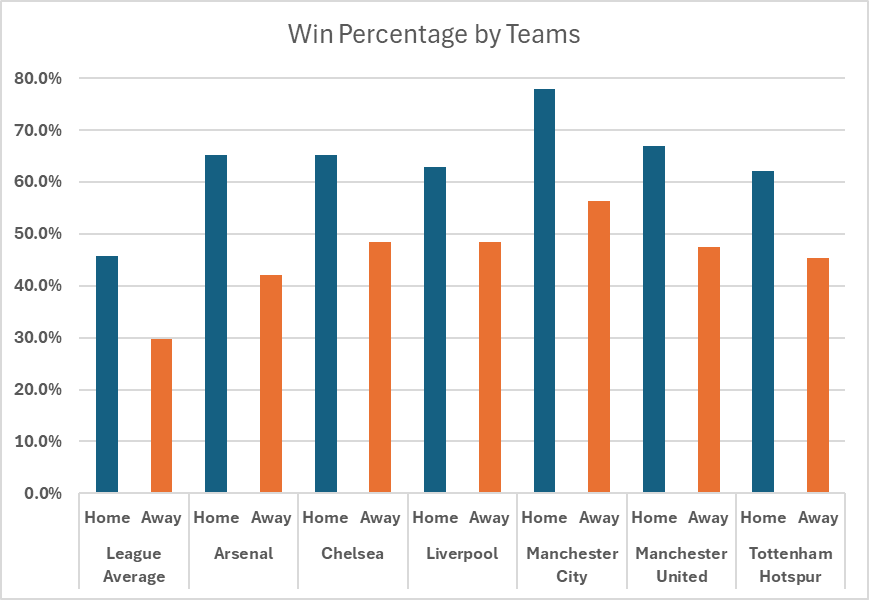 Win Percentage by Teams
80.0%
70.0%
60.0%
50.0%
40.0%
30.0%
20.0%
10.0%
0.0%
Home Away Home Away Home Away Home Away Home Away Home Away Home Away
League Average
Arsenal
Chelsea
Liverpool
Manchester City
Manchester United
Tottenham Hotspur